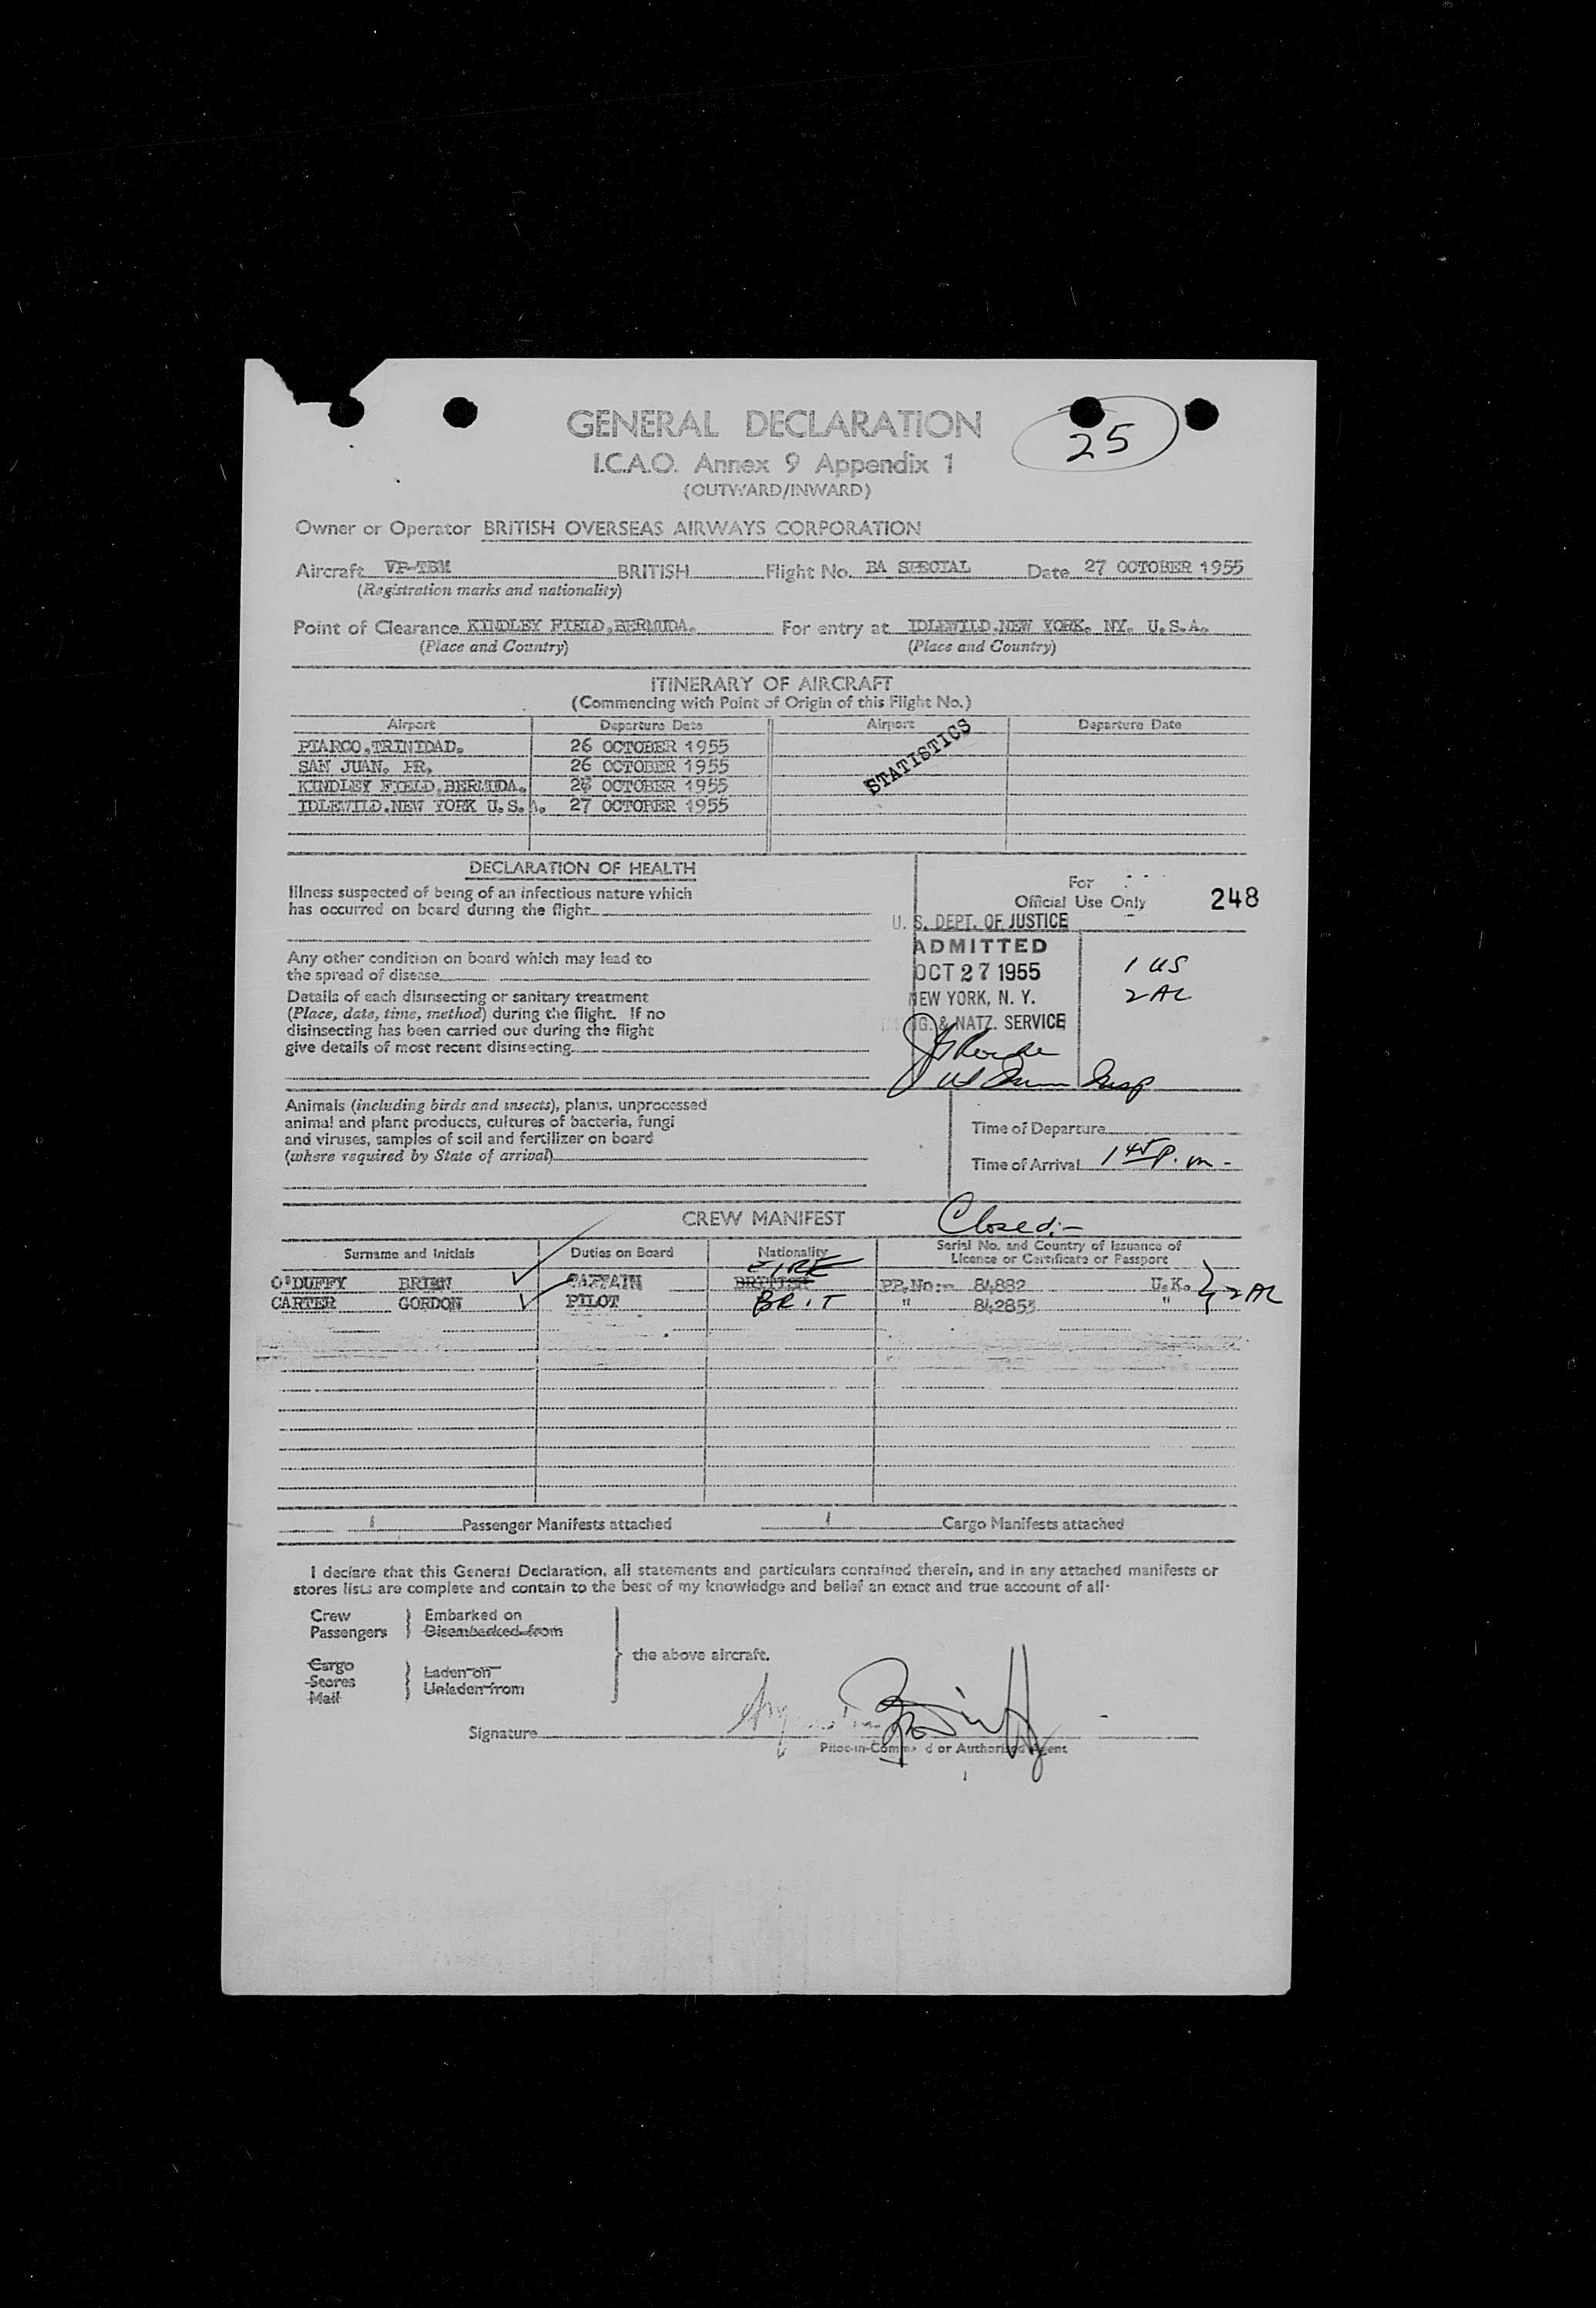 GENERAL DECLARATION
25
I.C.A.O. Annex 9 Appendix 1
(OUTWARD/INWARD)
Owner or Operator BRITISH OVERSEAS AIRWAYS CORPORATION
Aircraft VP-TBM BRITISH Flight No. BA SPECIAL Date 27 OCTOBER 1955
(Registration marks and nationality)
Point of Clearance KINDLEY FIELD,BERMUDA. For entry at IDLEWILD.NEW YORK. NY. U.S.A.
(Place and Country) (Place and Country)
ITINERARY OF AIRCRAFT
(Commencing with Point of Origin of this Flight No.)
Airport Departure Date Airport Departure Date
PIARCO,TRINIDAD. 26 OCTOBER 1955
SAN JUAN. PR, 26 OCTOBER 1955
KINDLEY FIELD.BERMUDA. OCTOBER 1955
IDLEWILD.NEW YORK U.S.A. 27 OCTOBER 1955
STATISTICS
DECLARATION OF HEALTH
Illness suspected of being of an infectious nature which
has occurred on board during the flight
Any other condition on board which may lead to
the spread of disease
Details of each disinsecting or sanitary treatment
(Place, date, time, method) during the flight. If no
disinsecting has been carried out during the flight
give details of most recent disinsecting
For
Official Use Only 248
U. S. DEPT. OF JUSTICE
ADMITTED
OCT 27 1955
NEW YORK, N. Y.
& NATZ. SERVICE
1 US
2 AL
Insp
Animals (including birds and insects), plants, unprocessed
animal and plant products, cultures of bacteria, fungi
and viruses, samples of soil and fertilizer on board
(where required by State of arrival)
Time of Departure
Time of Arrival 1 45 P. m -
CREW MANIFEST
Closed:-
Surname and Initials Duties on Board Nationality Serial No. and Country of Issuance of
Licence or Certificate or Passport
EIRE
O'DUFFY BRIEN CAPTAIN BRITISH PP.No:- 84882 U.K.
CARTER GORDON PILOT BRIT " 842855 "
2 AL
1 Passenger Manifests attached 1 Cargo Manifests attached
I declare that this General Declaration, all statements and particulars contained therein, and in any attached manifests or
stores lists are complete and contain to the best of my knowledge and belief an exact and true account of all:
Crew Embarked on
Passengers Disembarked from
the above aircraft.
Cargo
Stores Laden on
Mail Unladen from
Signature
Pilot-in-Command or Authorised Agent